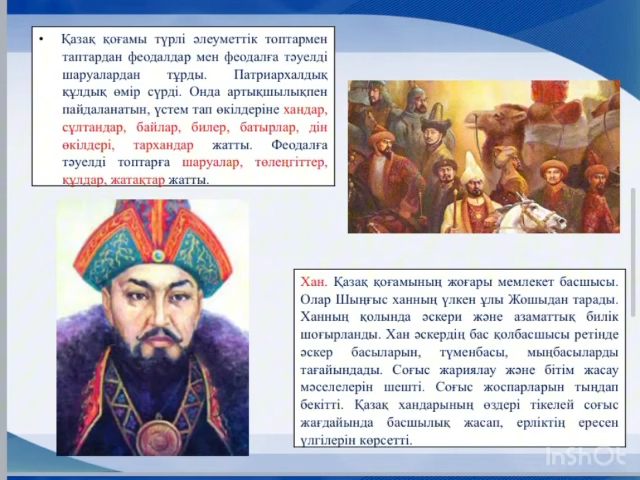 • Қазақ қоғамы түрлі әлеуметтік топтармен
таптардан феодалдар мен феодалға тәуелді
шаруалардан тұрды. Патриархалдық
құлдық өмір сүрді. Онда артықшылықпен
пайдаланатын, үстем тап өкілдеріне хандар,
сұлтандар, байлар, билер, батырлар, дін
өкілдері, тархандар жатты. Феодалға
тәуелді топтарға шаруалар, төлеңгіттер,
құлдар, жатақтар жатты.
Хан. Қазақ қоғамының жоғары мемлекет басшысы.
Олар Шыңғыс ханның үлкен ұлы Жошыдан тарады.
Ханның қолында әскери және азаматтық билік
шоғырланды. Хан әскердің бас қолбасшысы ретінде
әскер басыларын, түменбасы, мыңбасыларды
тағайындады. Соғыс жариялау және бітім жасау
мәселелерін шешті. Соғыс жоспарларын тыңдап
бекітті. Қазақ хандарының өздері тікелей соғыс
жағдайында басшылық жасап, ерліктің ересен
үлгілерін көрсетті.
InShOt